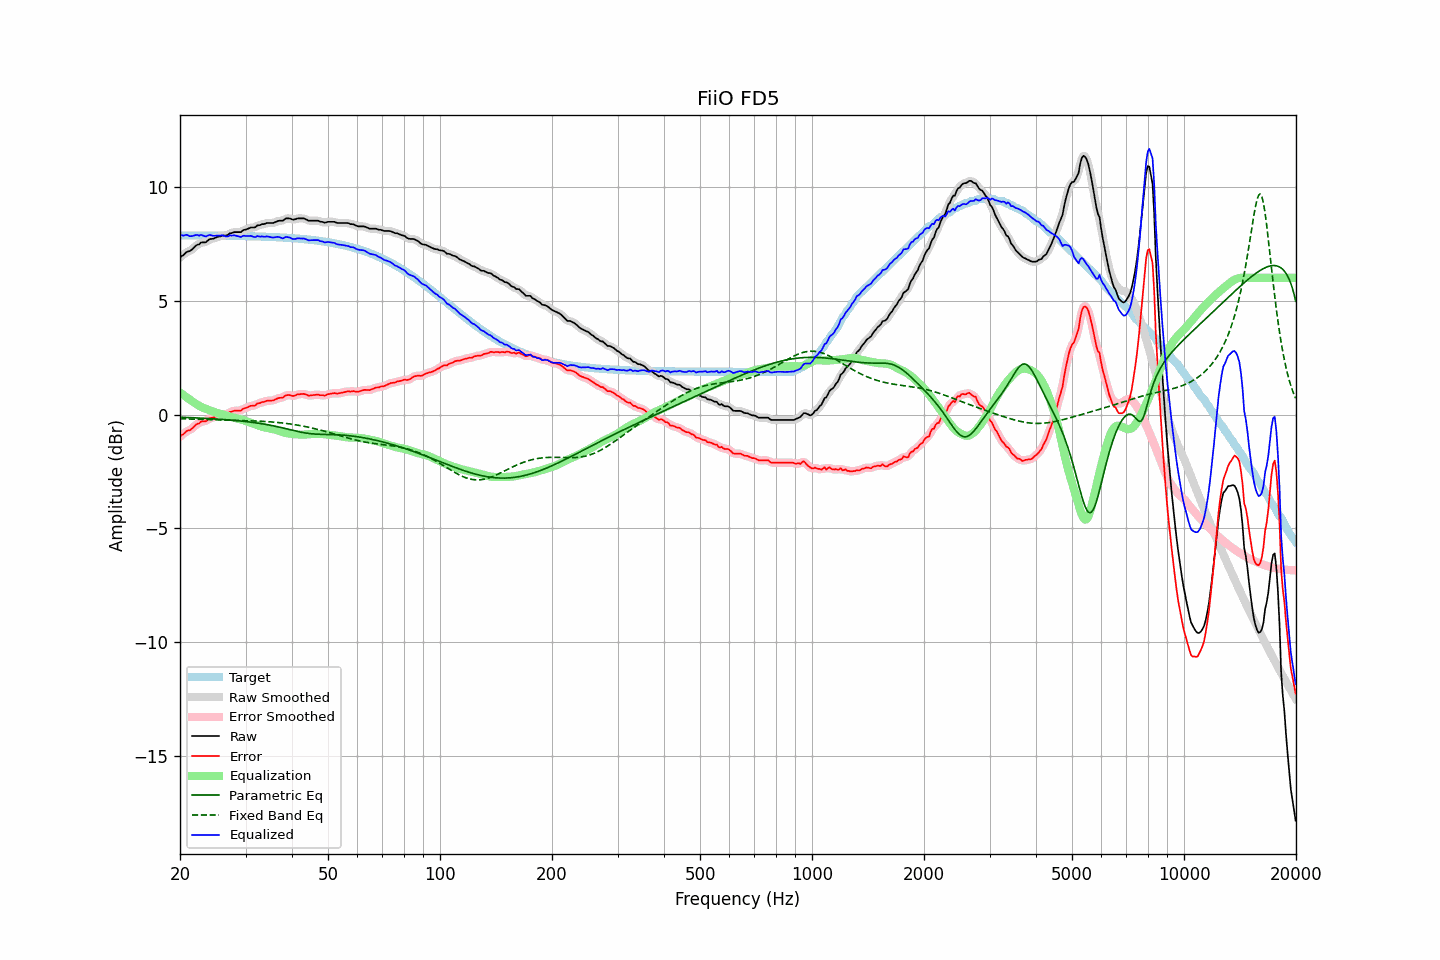 FiiO FD5
Amplitude (dBr)
10
5
0
−5
−10
−15
Target
Raw Smoothed
Error Smoothed
Raw
Error
Equalization
Parametric Eq
Fixed Band Eq
Equalized
20 50 100 200 500 1000 2000 5000 10000 20000
Frequency (Hz)